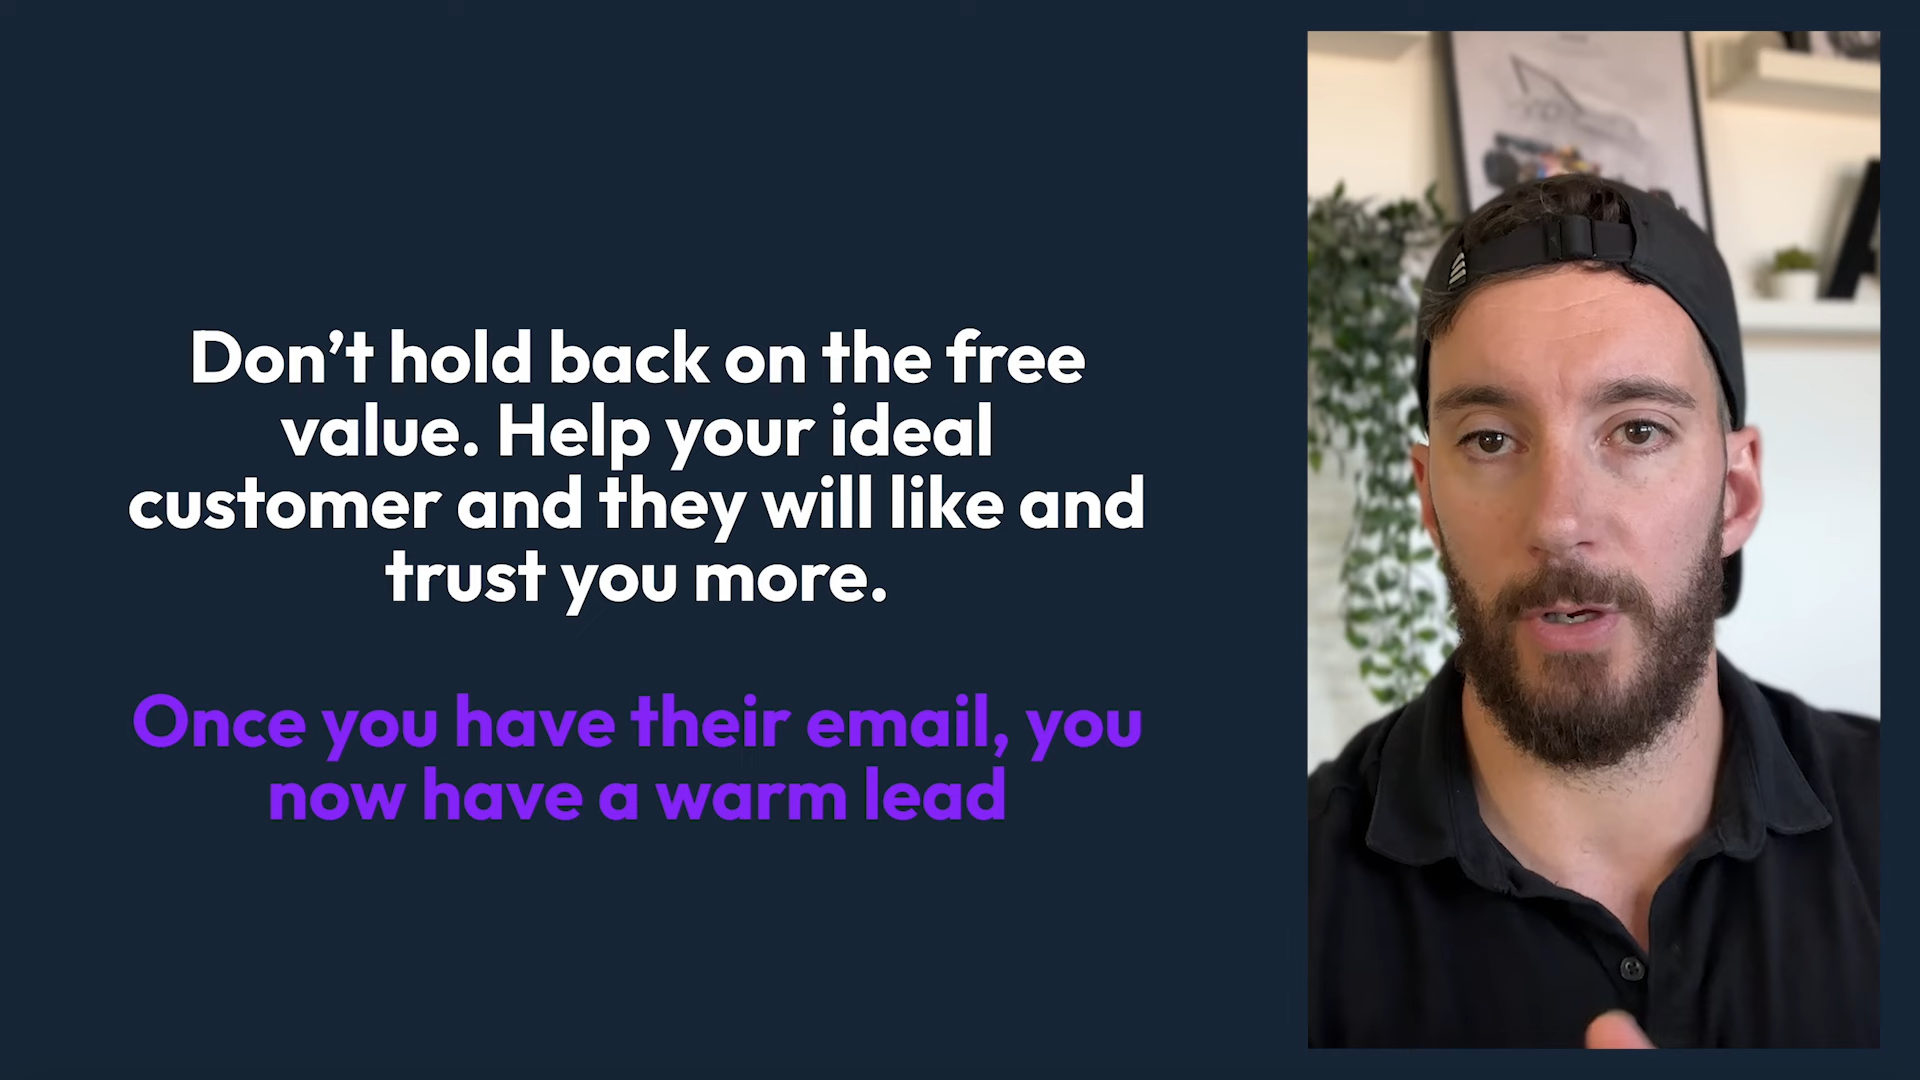 Don’t hold back on the free
value. Help your ideal
customer and they will like and
trust you more.
Once you have their email, you
now have a warm lead